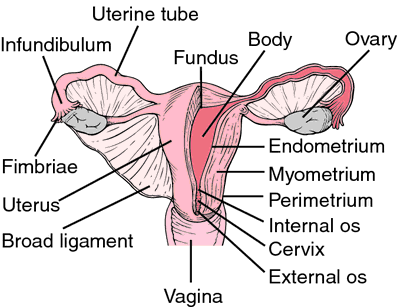 Uterine tube
Infundibulum
Fundus
Body
Ovary
Fimbriae
Uterus
Broad ligament
Endometrium
Myometrium
Perimetrium
Internal os
Cervix
External os
Vagina